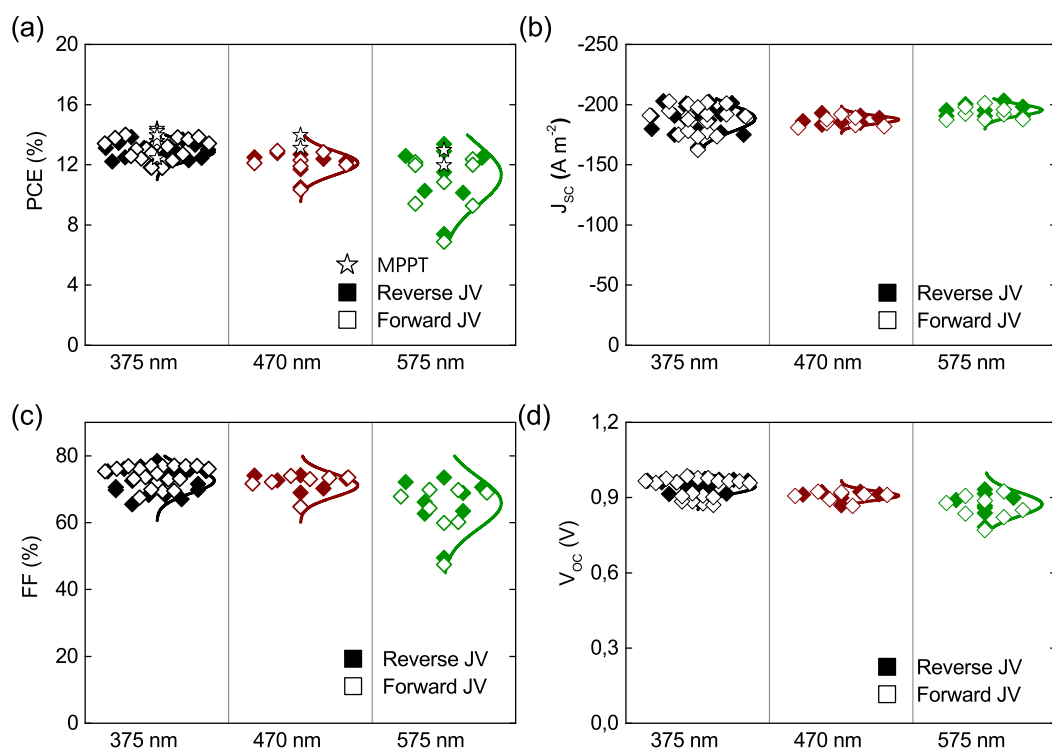 (a)
20
16
12
8
4
0
PCE (%)
MPPT
Reverse JV
Forward JV
375 nm 470 nm 575 nm
(b)
-250
-200
-150
-100
-50
0
J_SC (A m⁻²)
Reverse JV
Forward JV
375 nm 470 nm 575 nm
(c)
80
60
40
20
0
FF (%)
Reverse JV
Forward JV
375 nm 470 nm 575 nm
(d)
1,2
0,9
0,6
0,3
0,0
V_OC (V)
Reverse JV
Forward JV
375 nm 470 nm 575 nm